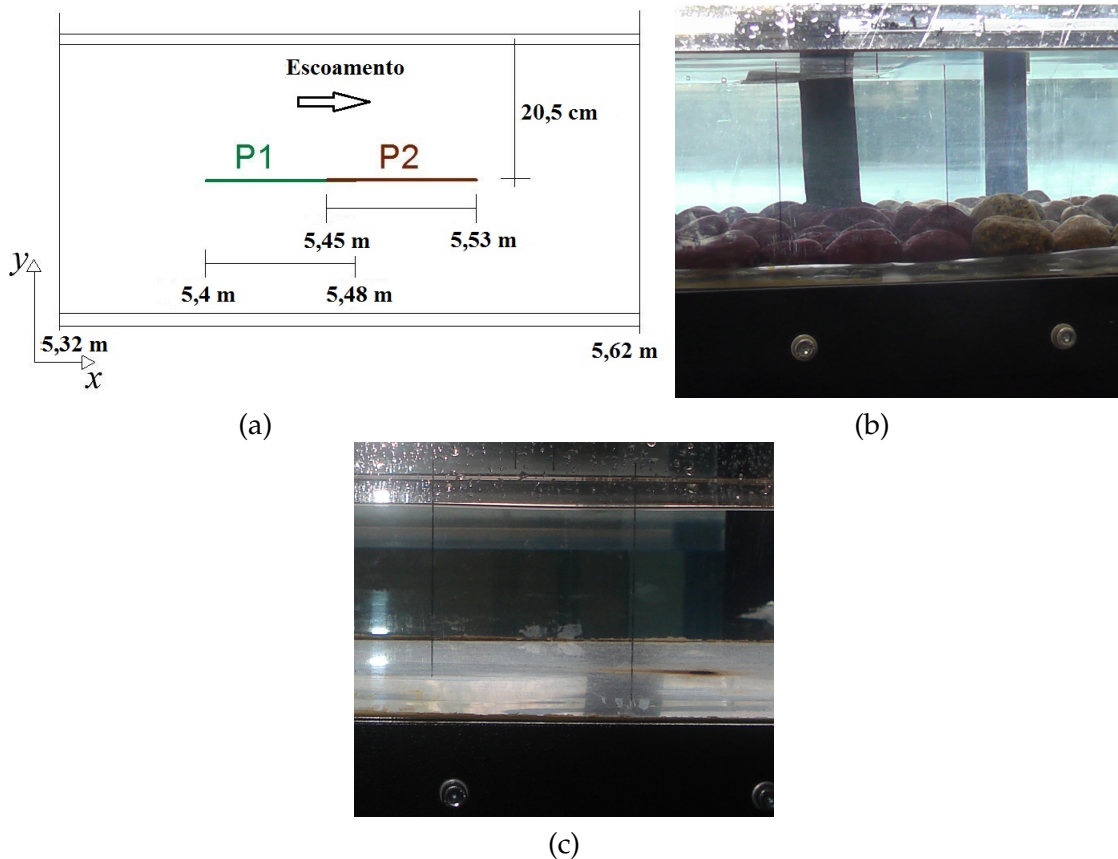 Escoamento
20,5 cm
P1
P2
5,45 m
5,53 m
5,4 m
5,48 m
y
5,32 m
5,62 m
x
(a)
(b)
(c)